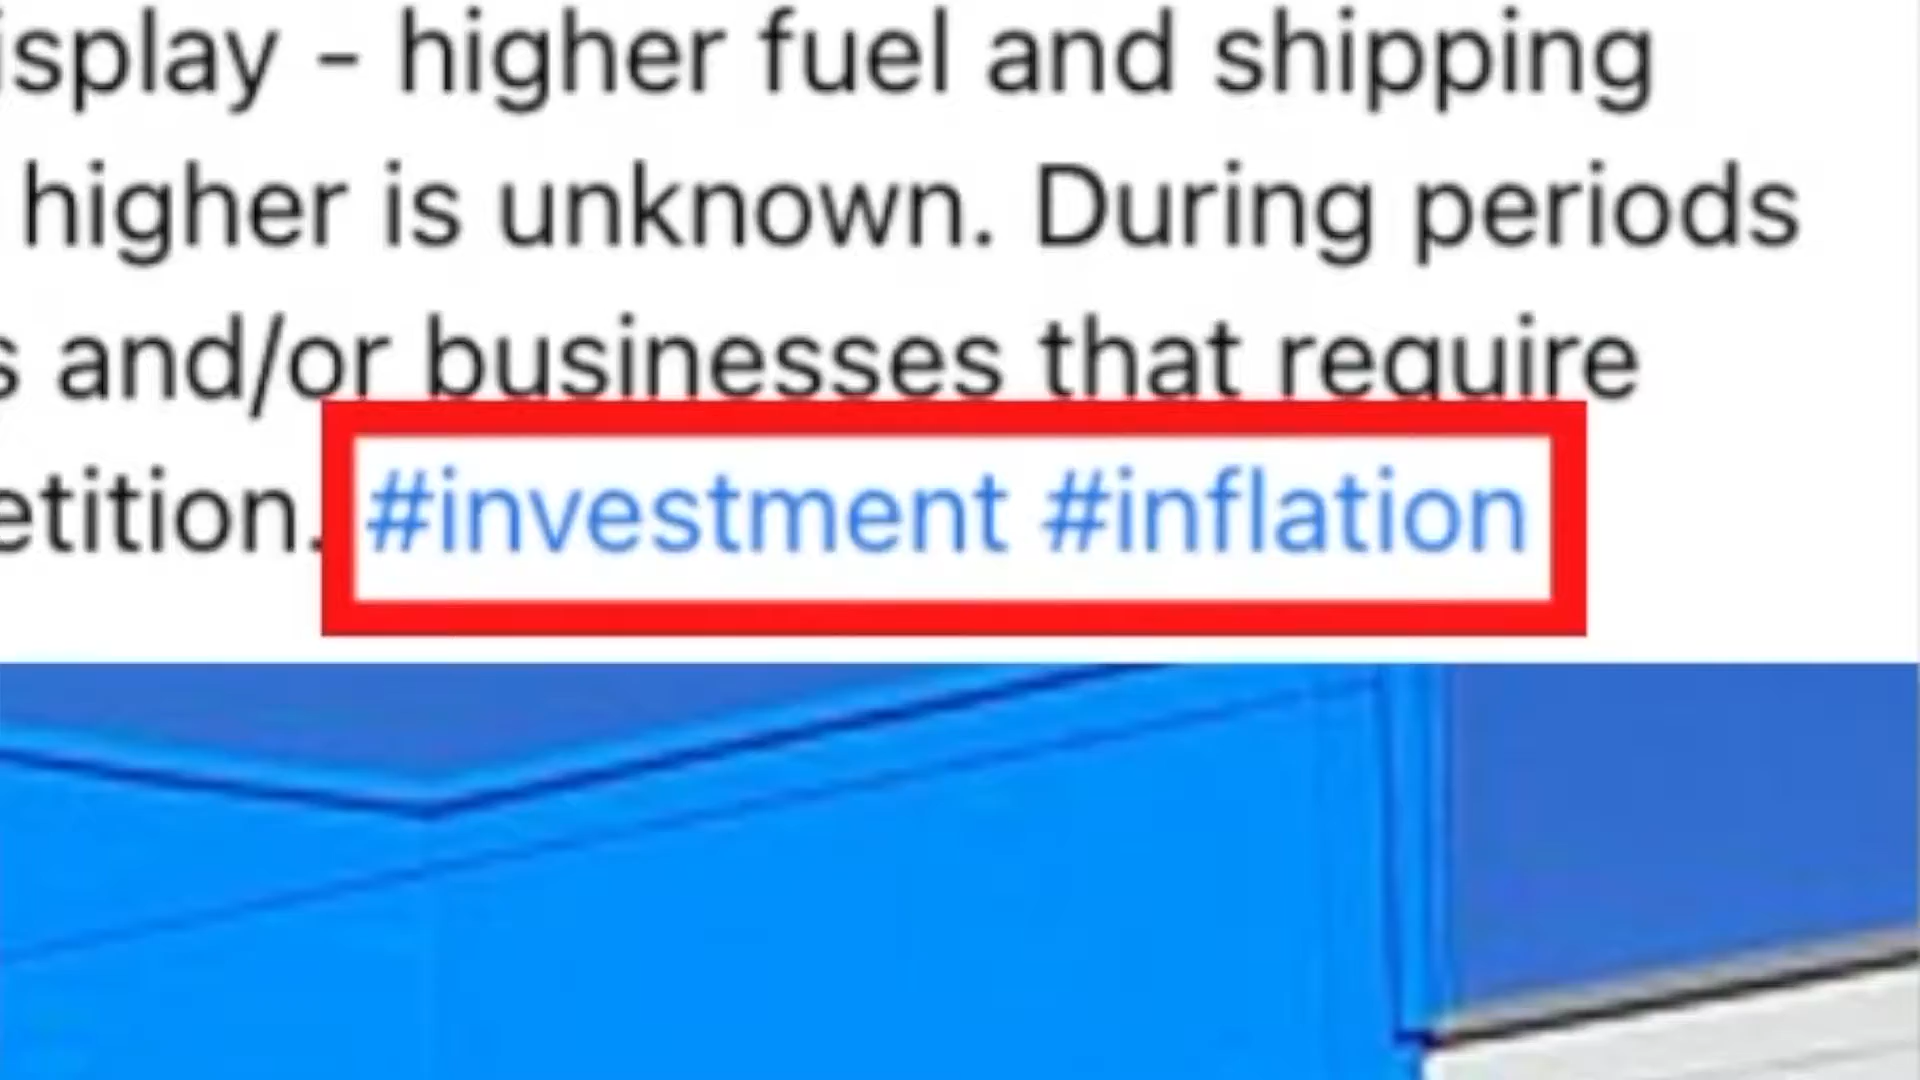 isplay - higher fuel and shipping
higher is unknown. During periods
s and/or businesses that require
etition. #investment #inflation